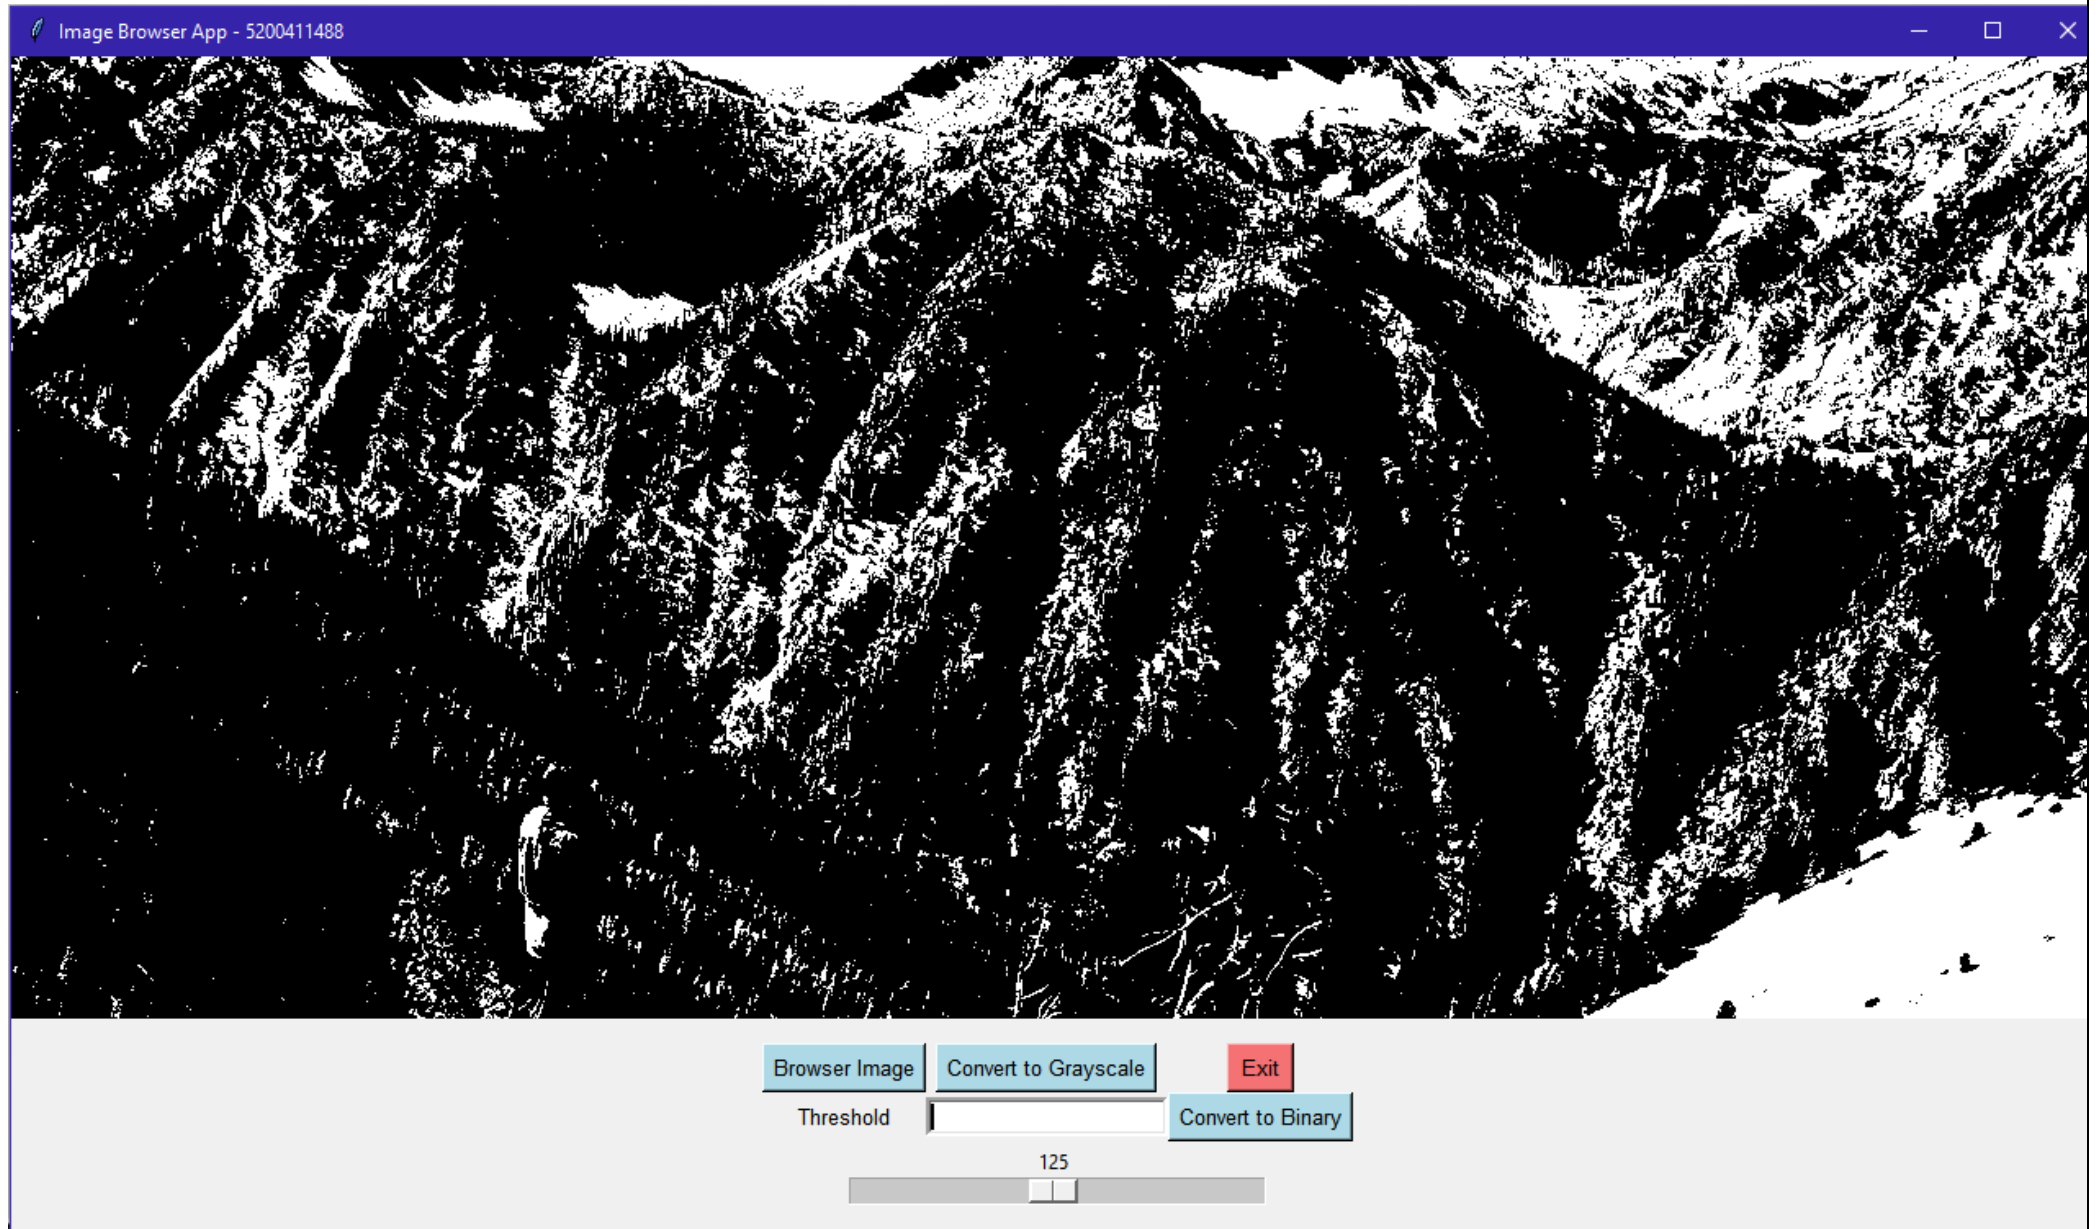 Image Browser App - 5200411488
Browser Image Convert to Grayscale Exit
Threshold Convert to Binary
125